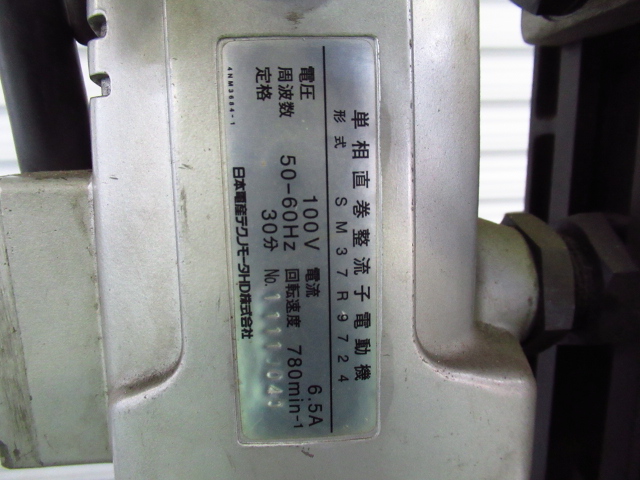 単相直巻整流子電動機
形式 SM37R9724
電圧 100V 電流 6.5A
周波数 50-60Hz 回転速度 780min-1
定格 30分 No.
日本電産テクノモータHD株式会社
4NM3684-1